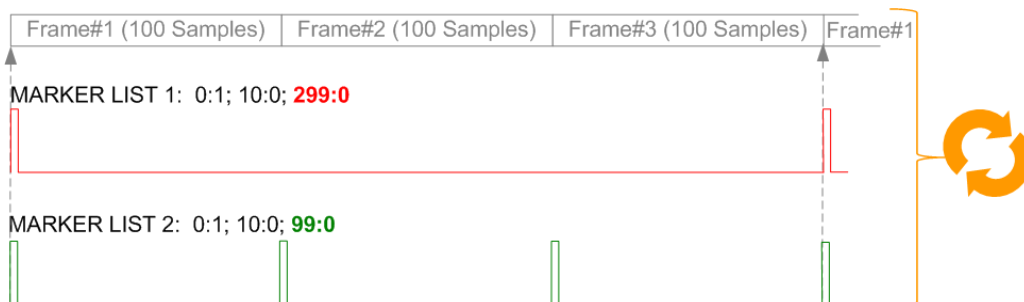 Frame#1 (100 Samples) Frame#2 (100 Samples) Frame#3 (100 Samples) Frame#1
MARKER LIST 1: 0:1; 10:0; 299:0
MARKER LIST 2: 0:1; 10:0; 99:0